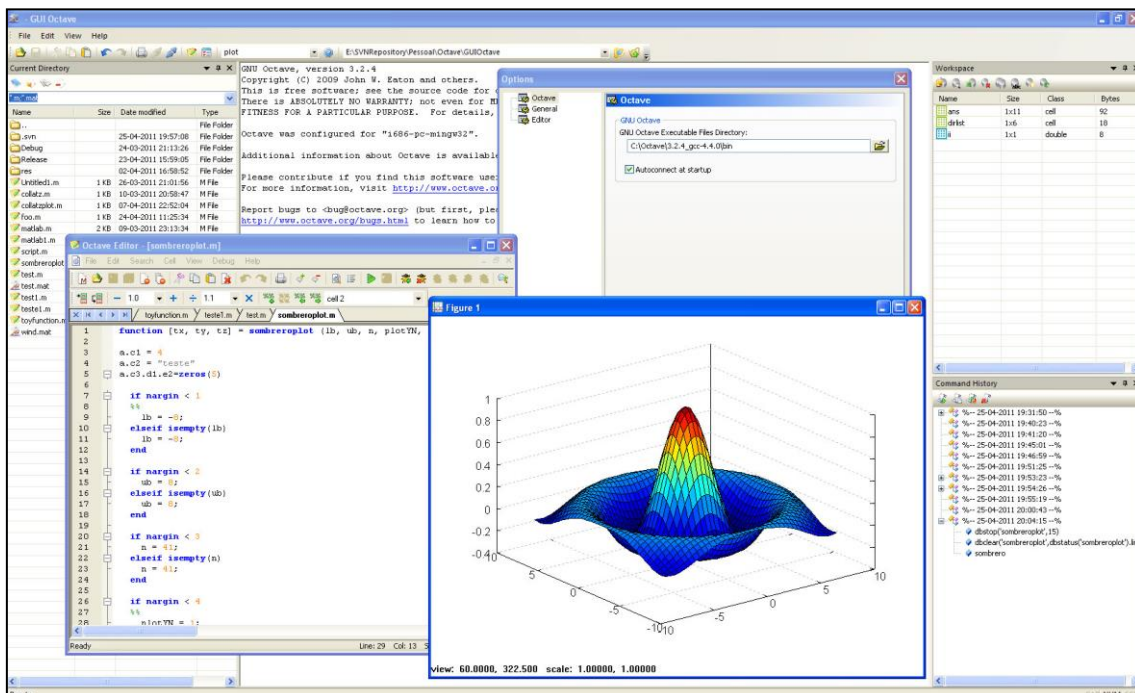 - GUI Octave
File Edit View Help
plot
E:\SVNRepository\Pessoal\Octave\GUIOctave
Current Directory
*.m;*.mat
Name Size Date modified Type
.. File Folder
.svn 25-04-2011 19:57:08 File Folder
Debug 24-03-2011 21:13:26 File Folder
Release 23-04-2011 15:59:05 File Folder
res 02-04-2011 16:58:52 File Folder
Untitled1.m 1 KB 26-03-2011 21:01:56 M File
collatz.m 1 KB 10-03-2011 20:58:47 M File
collatzplot.m 1 KB 07-04-2011 22:52:04 M File
foo.m 1 KB 24-04-2011 11:25:34 M File
matlab.m 2 KB 09-03-2011 23:13:34 M File
matlab1.m
script.m
sombreroplot
test.m
test.mat
test1.m
teste1.m
toyfunction.m
wind.mat
GNU Octave, version 3.2.4
Copyright (C) 2009 John W. Eaton and others.
This is free software; see the source code for
There is ABSOLUTELY NO WARRANTY; not even for
FITNESS FOR A PARTICULAR PURPOSE. For details,
Octave was configured for "i686-pc-mingw32".
Additional information about Octave is availabl
Please contribute if you find this software use
For more information, visit http://www.octave.o
Report bugs to <bug@octave.org> (but first, ple
http://www.octave.org/bugs.html to learn how to
Options
Octave
General
Editor
Octave
GNU Octave
GNU Octave Executable Files Directory:
C:\Octave\3.2.4_gcc-4.4.0\bin
Autoconnect at startup
Workspace
Name Size Class Bytes
ans 1x11 cell 92
dirlist 1x6 cell 18
ii 1x1 double 8
Octave Editor - [sombreroplot.m]
File Edit Search Cell View Debug Help
1.0 1.1 cell 2
toyfunction.m teste1.m test.m sombreroplot.m
1 function [tx, ty, tz] = sombreroplot (lb, ub, n, plotYN,
2
3 a.c1 = 4
4 a.c2 = "teste"
5 a.c3.d1.e2=zeros(5)
6
7 if nargin < 1
8 %%
9 lb = -8;
10 elseif isempty(lb)
11 lb = -8;
12 end
13
14 if nargin < 2
15 ub = 8;
16 elseif isempty(ub)
17 ub = 8;
18 end
19
20 if nargin < 3
21 n = 41;
22 elseif isempty(n)
23 n = 41;
24 end
25
26 if nargin < 4
27 %%
28 plotYN = 1;
Ready Line: 29 Col: 13
Figure 1
1
0.8
0.6
0.4
0.2
0
-0.2
-0.4
10
5
0
-5
-10
-10
-5
0
5
10
view: 60.0000, 322.500 scale: 1.00000, 1.00000
Command History
%-- 25-04-2011 19:31:50 --%
%-- 25-04-2011 19:40:23 --%
%-- 25-04-2011 19:41:20 --%
%-- 25-04-2011 19:45:01 --%
%-- 25-04-2011 19:46:59 --%
%-- 25-04-2011 19:51:25 --%
%-- 25-04-2011 19:53:23 --%
%-- 25-04-2011 19:54:26 --%
%-- 25-04-2011 19:55:19 --%
%-- 25-04-2011 20:00:43 --%
%-- 25-04-2011 20:04:15 --%
dbstop('sombreroplot',15)
dbclear('sombreroplot',dbstatus('sombreroplot').li
sombrero